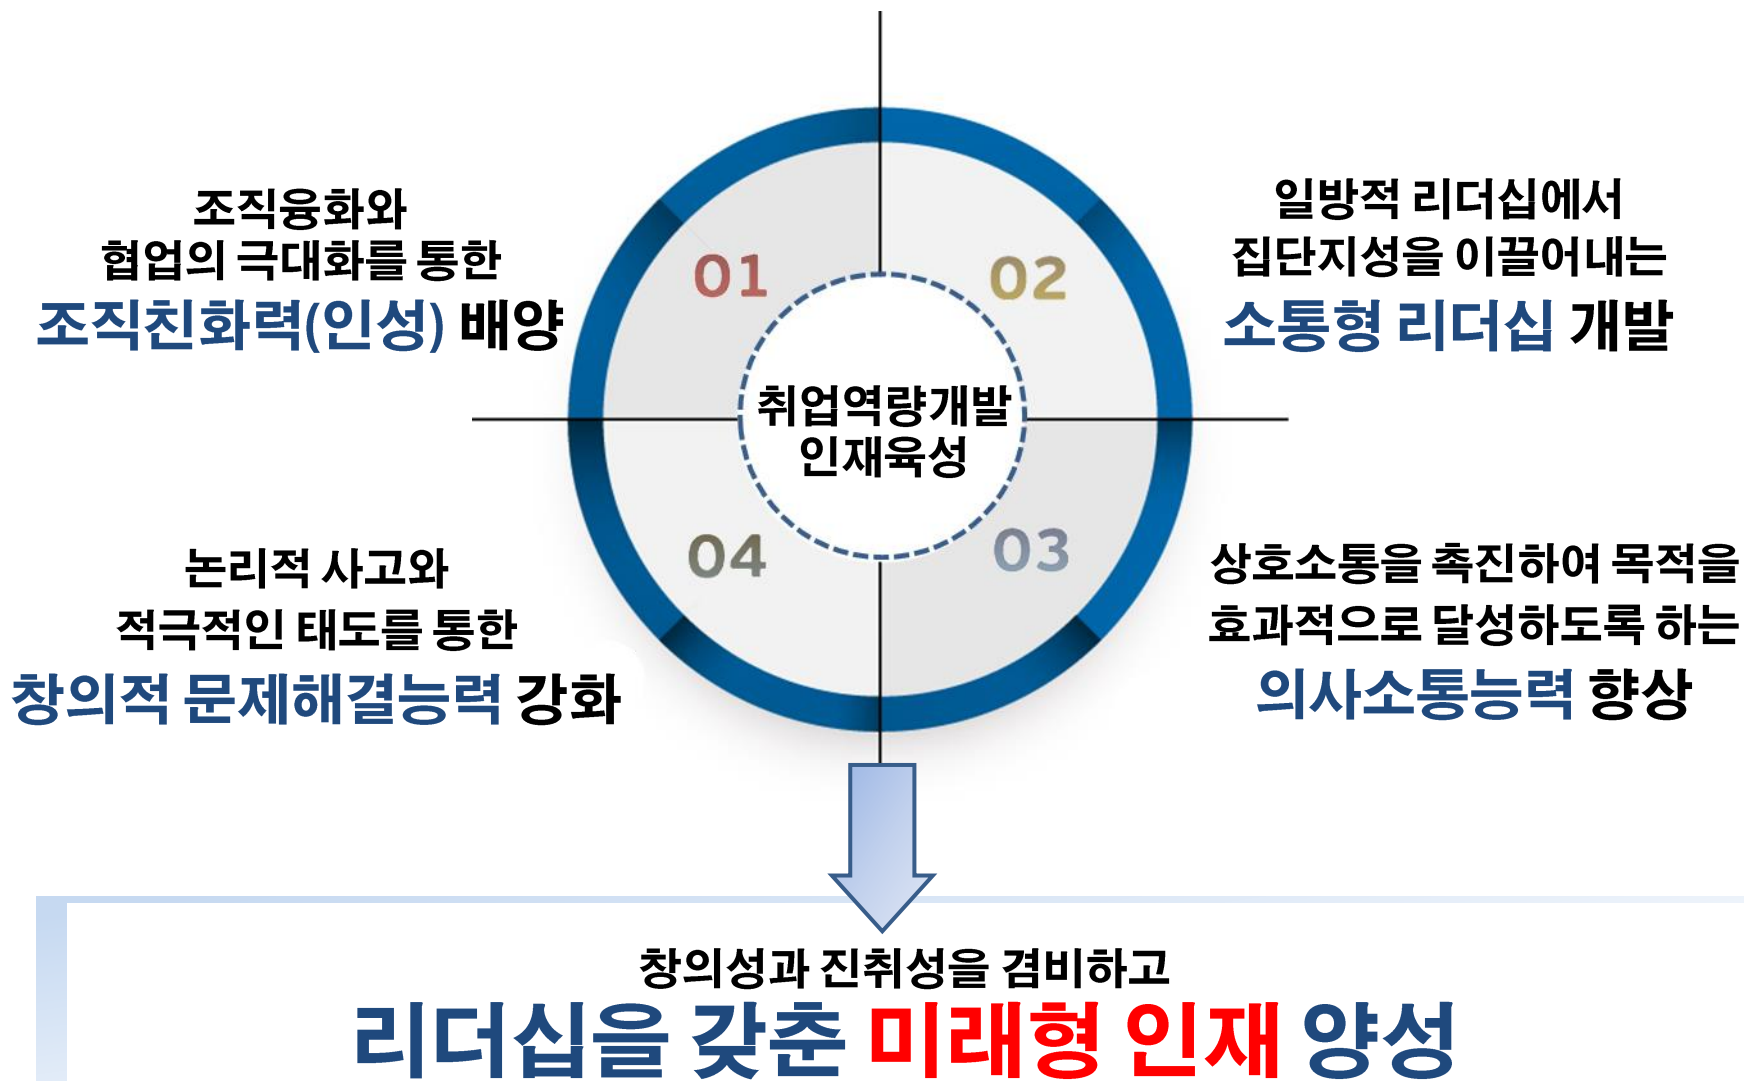 조직융화와
협업의 극대화를 통한
조직친화력(인성) 배양
01
일방적 리더십에서
집단지성을 이끌어내는
소통형 리더십 개발
02
취업역량개발
인재육성
상호소통을 촉진하여 목적을
효과적으로 달성하도록 하는
의사소통능력 향상
03
논리적 사고와
적극적인 태도를 통한
창의적 문제해결능력 강화
04
창의성과 진취성을 겸비하고
리더십을 갖춘 미래형 인재 양성